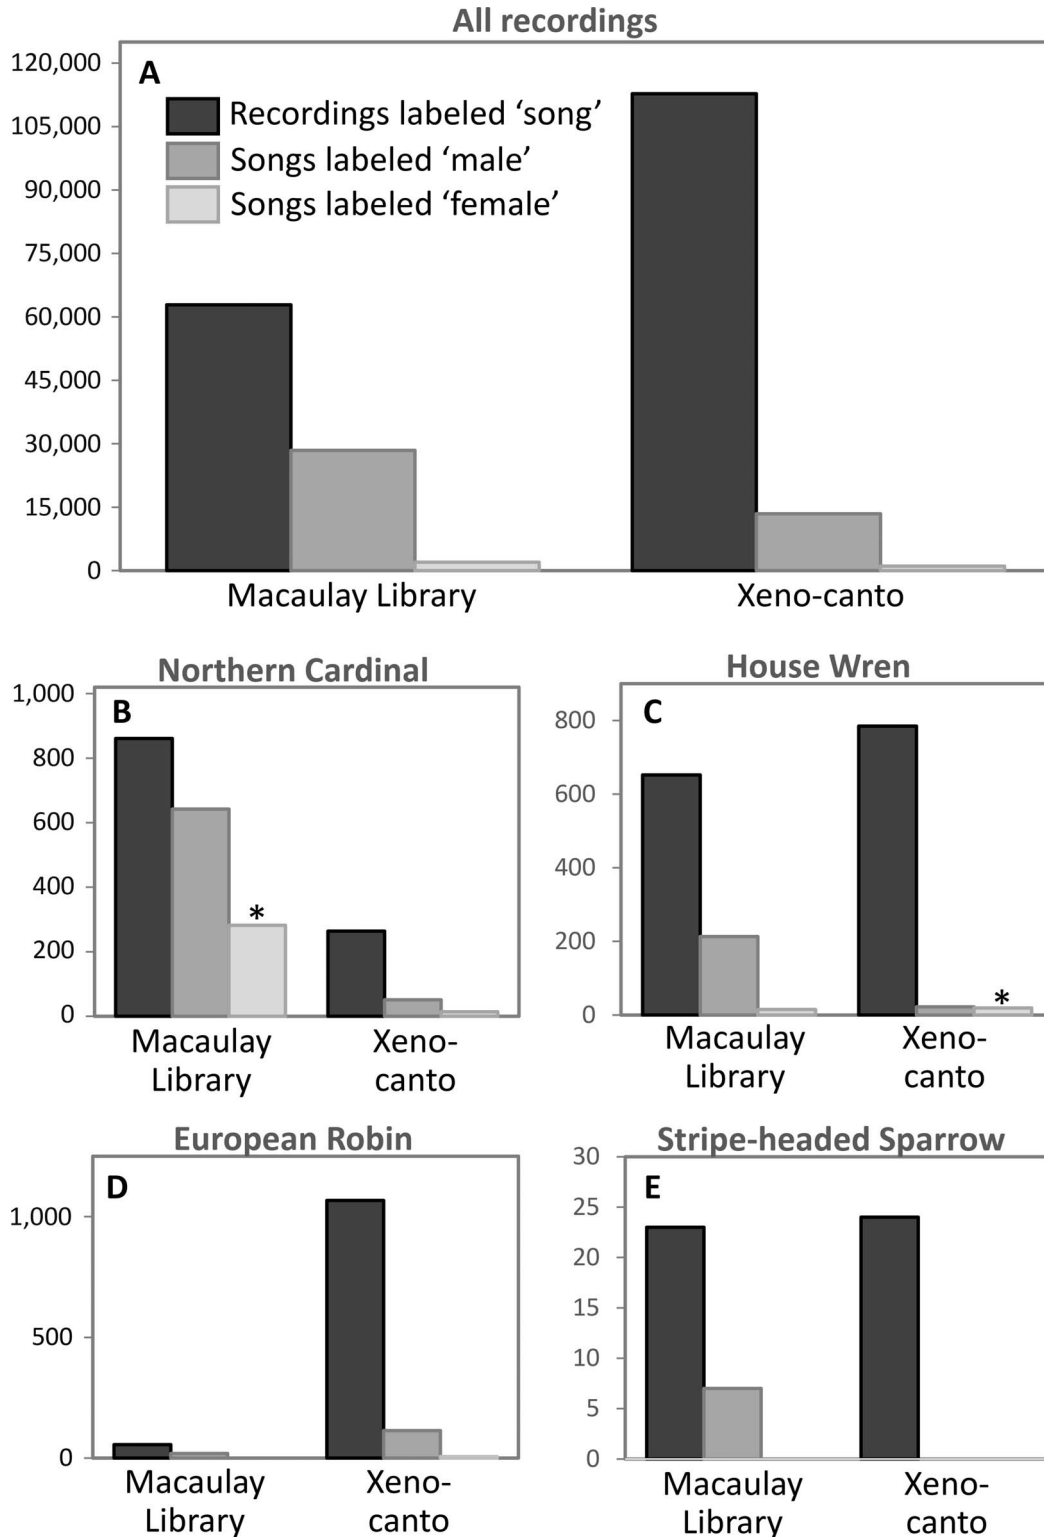 All recordings
A
120,000
105,000
90,000
75,000
60,000
45,000
30,000
15,000
0
Recordings labeled ‘song’
Songs labeled ‘male’
Songs labeled ‘female’
Macaulay Library
Xeno-canto
Northern Cardinal
B
1,000
800
600
400
200
0
*
Macaulay
Library
Xeno-
canto
House Wren
C
800
600
400
200
0
*
Macaulay
Library
Xeno-
canto
European Robin
D
1,000
500
0
Macaulay
Library
Xeno-
canto
Stripe-headed Sparrow
E
30
25
20
15
10
5
0
Macaulay
Library
Xeno-
canto